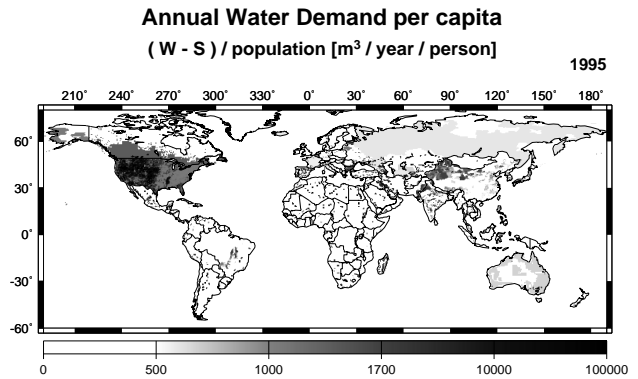 Annual Water Demand per capita
( W - S ) / population [m³ / year / person]
1995
210˚ 240˚ 270˚ 300˚ 330˚ 0˚ 30˚ 60˚ 90˚ 120˚ 150˚ 180˚
60˚
30˚
0˚
-30˚
-60˚
0 500 1000 1700 10000 100000